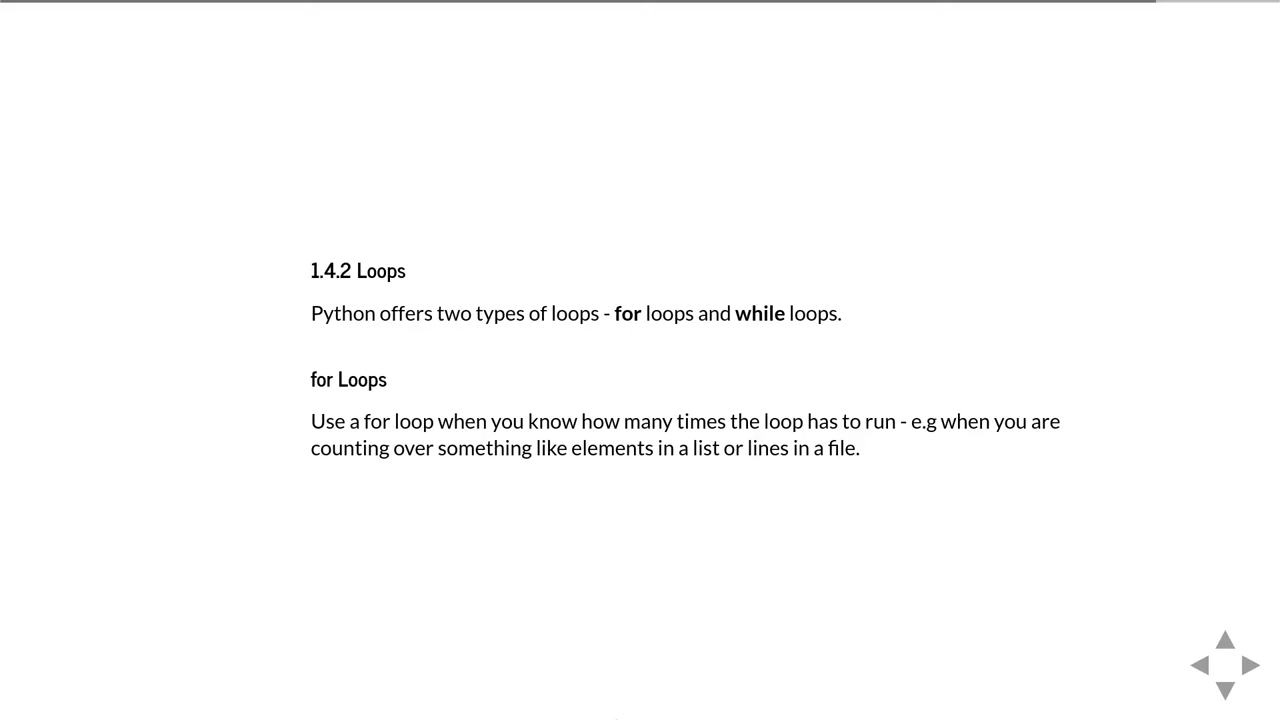 1.4.2 Loops
Python offers two types of loops - for loops and while loops.
for Loops
Use a for loop when you know how many times the loop has to run - e.g when you are
counting over something like elements in a list or lines in a file.